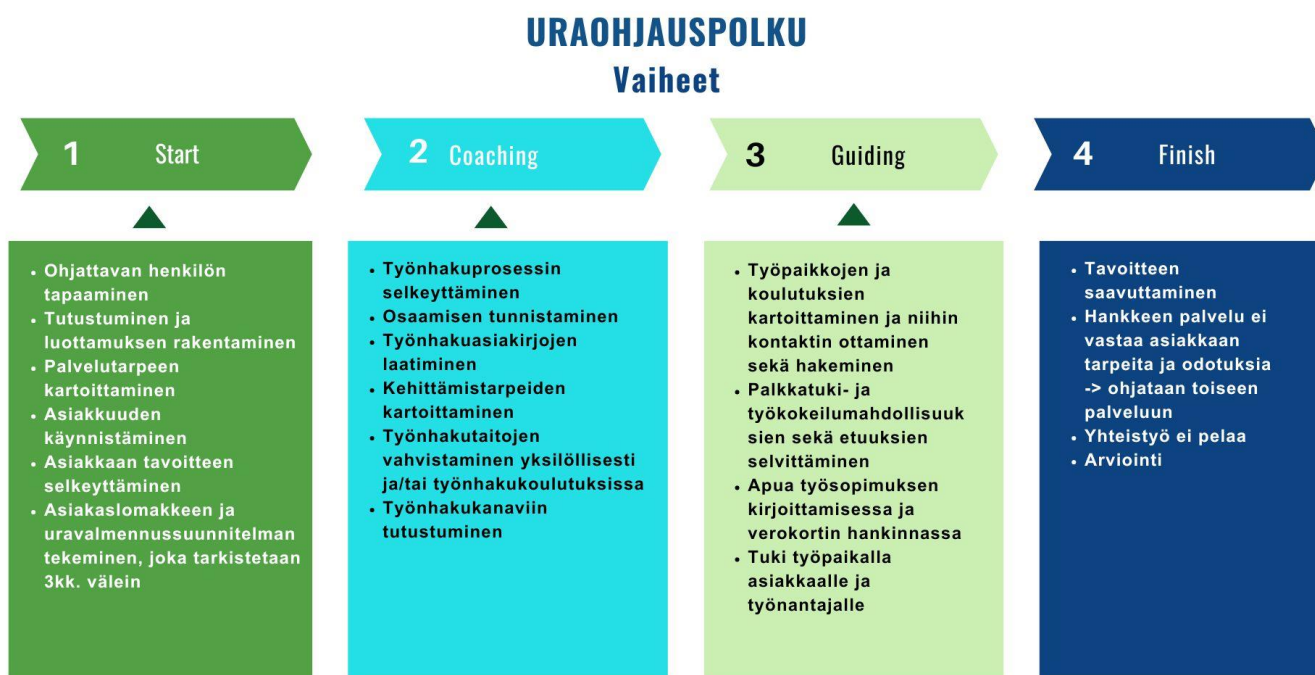 URAOHJAUSPOLKU
Vaiheet
1 Start
2 Coaching
3 Guiding
4 Finish
• Ohjattavan henkilön
tapaaminen
• Tutustuminen ja
luottamuksen rakentaminen
• Palvelutarpeen
kartoittaminen
• Asiakkuuden
käynnistäminen
• Asiakkaan tavoitteen
selkeyttäminen
• Asiakaslomakkeen ja
uravalmennussuunnitelman
tekeminen, joka tarkistetaan
3kk. välein
• Työnhakuprosessin
selkeyttäminen
• Osaamisen tunnistaminen
• Työnhakuasiakirjojen
laatiminen
• Kehittämistarpeiden
kartoittaminen
• Työnhakutaitojen
vahvistaminen yksilöllisesti
ja/tai työnhakukoulutuksissa
• Työnhakukanaviin
tutustuminen
• Työpaikkojen ja
koulutuksien
kartoittaminen ja niihin
kontaktin ottaminen
sekä hakeminen
• Palkkatuki- ja
työkokeilumahdollisuuk
sien sekä etuuksien
selvittäminen
• Apua työsopimuksen
kirjoittamisessa ja
verokortin hankinnassa
• Tuki työpaikalla
asiakkaalle ja
työnantajalle
• Tavoitteen
saavuttaminen
• Hankkeen palvelu ei
vastaa asiakkaan
tarpeita ja odotuksia
-> ohjataan toiseen
palveluun
• Yhteistyö ei pelaa
• Arviointi